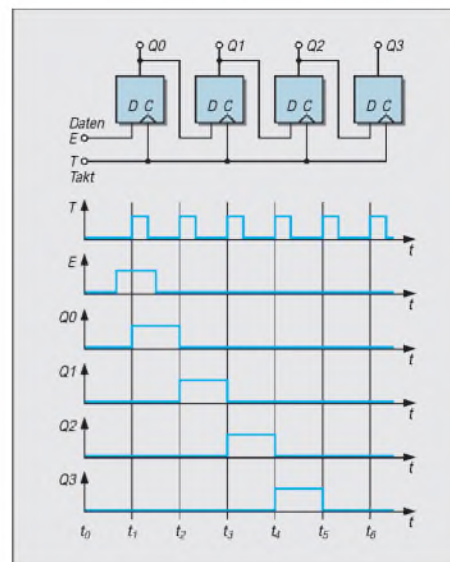 Q0 Q1 Q2 Q3
D C D C D C D C
Daten
E
T
Takt
T
t
E
t
Q0
t
Q1
t
Q2
t
Q3
t
t0 t1 t2 t3 t4 t5 t6